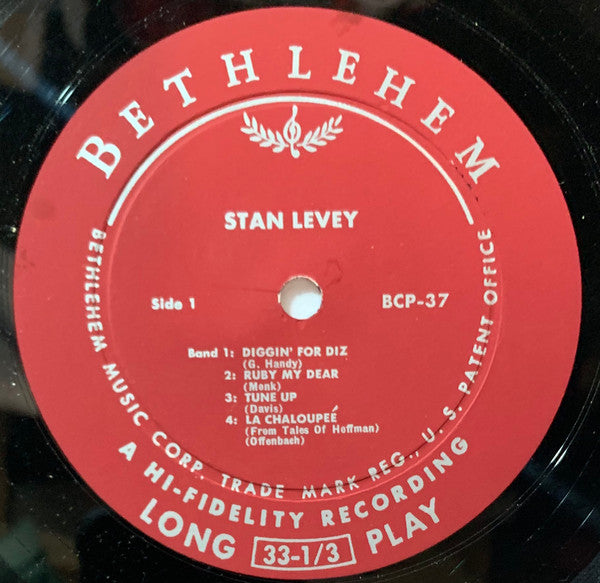 BETHLEHEM
STAN LEVEY
Side 1
BCP-37
Band 1: DIGGIN' FOR DIZ
(G. Handy)
2: RUBY MY DEAR
(Monk)
3: TUNE UP
(Davis)
4: LA CHALOUPEÉ
(From Tales Of Hoffman)
(Offenbach)
BETHLEHEM MUSIC CORP. TRADE MARK REG., U. S. PATENT OFFICE
A HI-FIDELITY RECORDING
LONG 33-1/3 PLAY